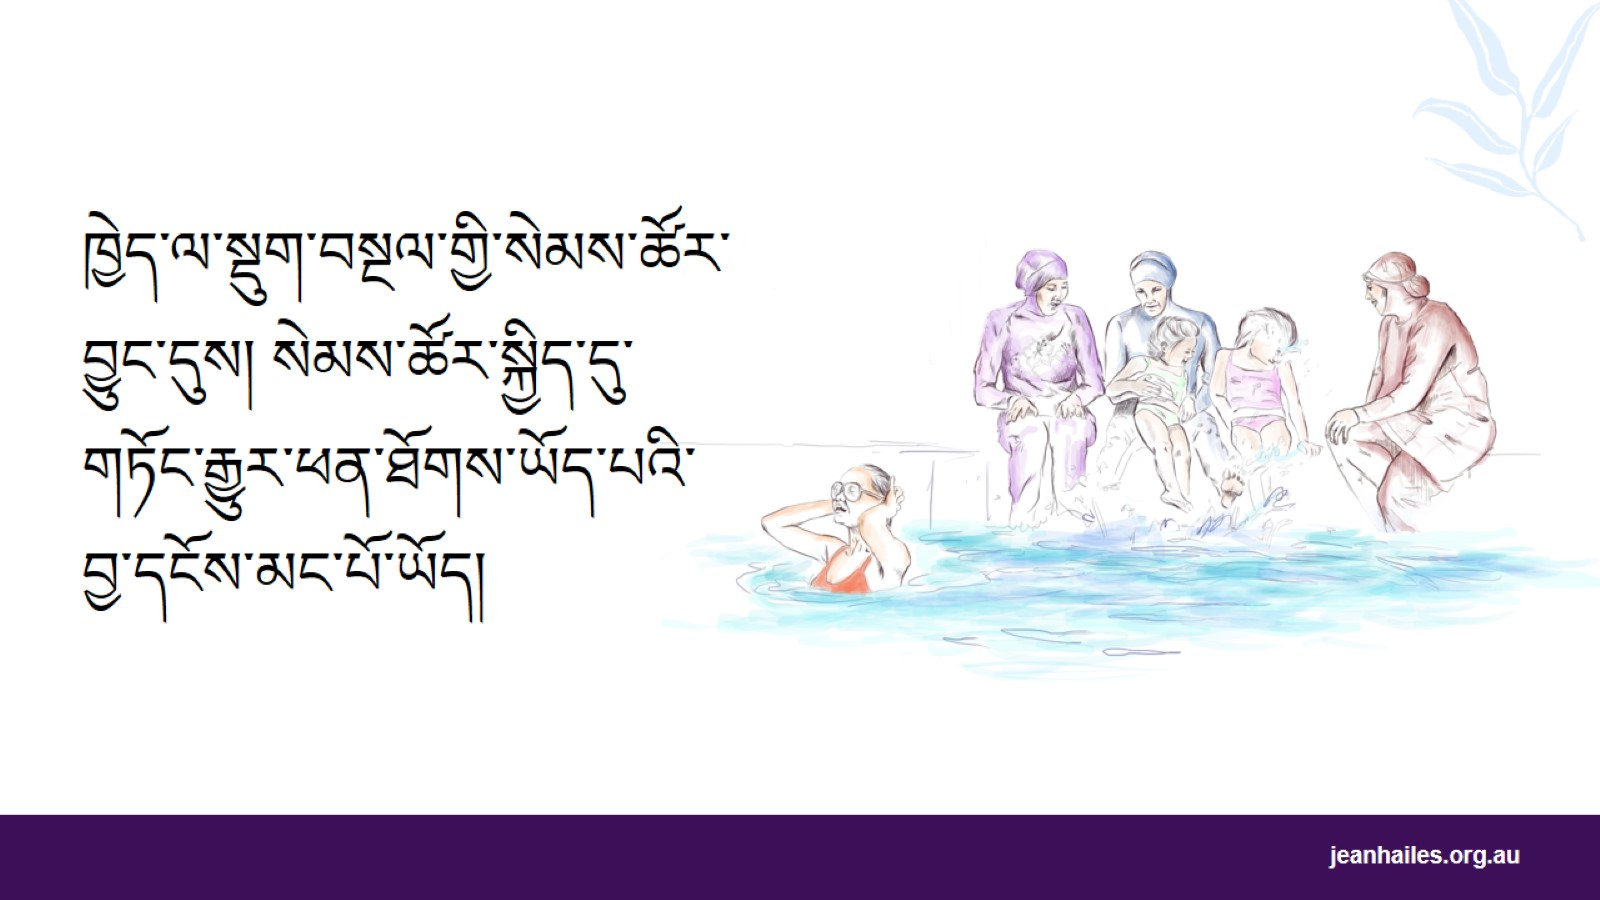 ཁྱེད་ལ་སྡུག་བསྔལ་གྱི་སེམས་ཚོར་
བྱུང་དུས། སེམས་ཚོར་སྐྱིད་དུ་
གཏོང་རྒྱུར་ཕན་ཐོགས་ཡོད་པའི་
བྱ་དངོས་མང་པོ་ཡོད།
jeanhailes.org.au